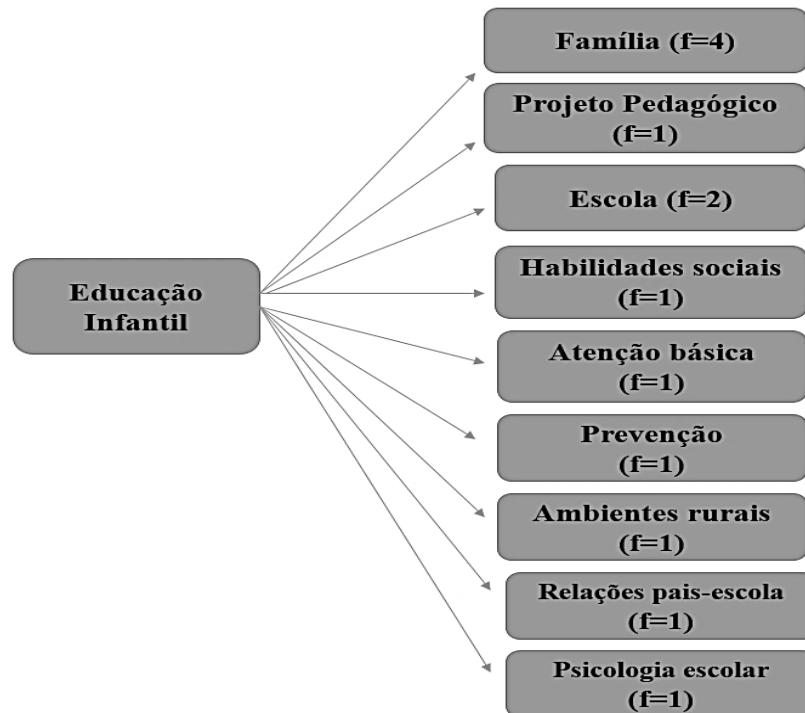 Família (f=4)
Projeto Pedagógico
(f=1)
Escola (f=2)
Habilidades sociais
(f=1)
Educação
Infantil
Atenção básica
(f=1)
Prevenção
(f=1)
Ambientes rurais
(f=1)
Relações pais-escola
(f=1)
Psicologia escolar
(f=1)